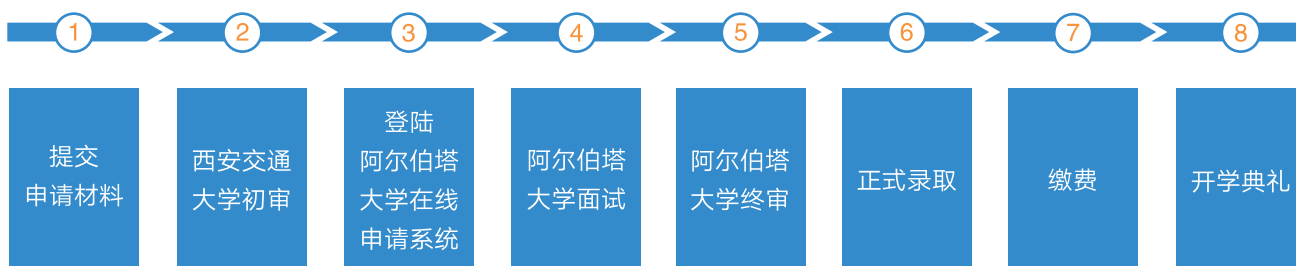 1
2
3
4
5
6
7
8
提交
申请材料
西安交通
大学初审
登陆
阿尔伯塔
大学在线
申请系统
阿尔伯塔
大学面试
阿尔伯塔
大学终审
正式录取
缴费
开学典礼